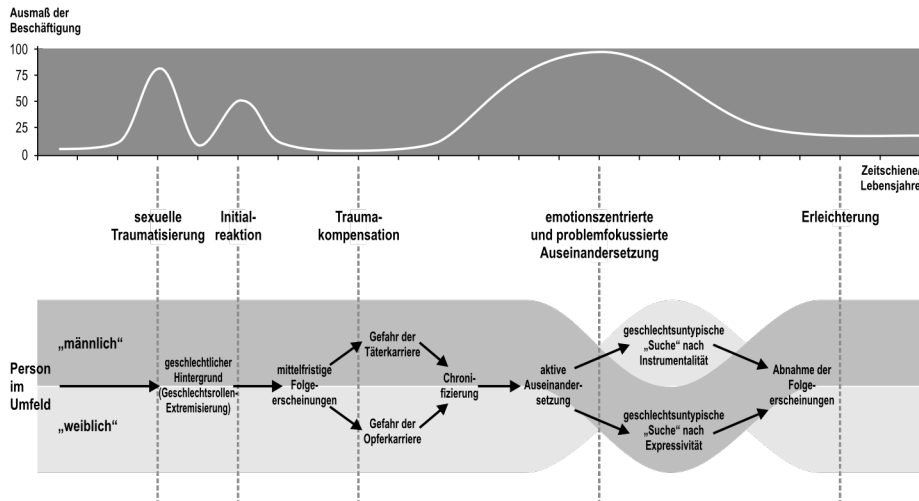 Ausmaß der
Beschäftigung
100
75
50
25
0
Zeitschiene/
Lebensjahre
sexuelle
Traumatisierung
Initial-
reaktion
Trauma-
kompensation
emotionszentrierte
und problemfokussierte
Auseinandersetzung
Erleichterung
Person
im
Umfeld
„männlich“
„weiblich“
geschlechtlicher
Hintergrund
(Geschlechtsrollen-
Extremisierung)
mittelfristige
Folge-
erscheinungen
Gefahr der
Täterkarriere
Gefahr der
Opferkarriere
Chroni-
fizierung
aktive
Auseinander-
setzung
geschlechtsuntypische
„Suche“ nach
Instrumentalität
geschlechtsuntypische
„Suche“ nach
Expressivität
Abnahme der
Folge-
erscheinungen